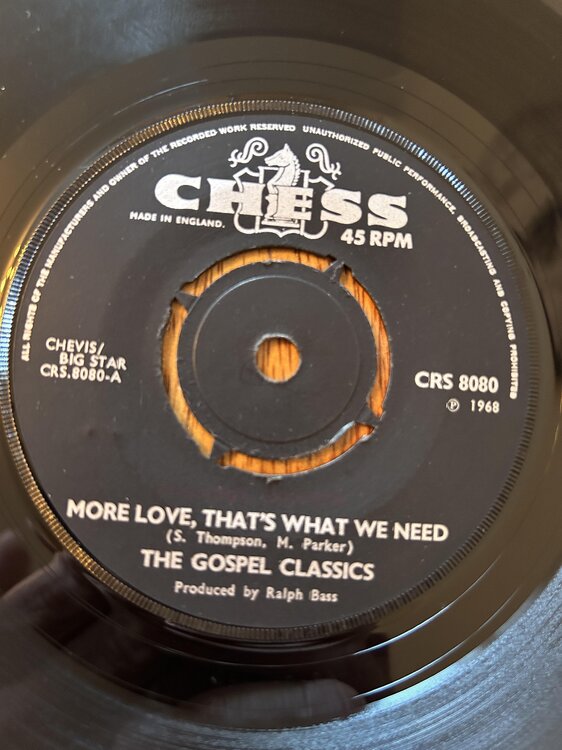 ALL RIGHTS OF THE MANUFACTURERS AND OWNER OF THE RECORDED WORK RESERVED UNAUTHORIZED PUBLIC PERFORMANCE, BROADCASTING AND COPYING PROHIBITED
CHESS
MADE IN ENGLAND.
45 RPM
CHEVIS/
BIG STAR
CRS.8080-A
CRS 8080
℗ 1968
MORE LOVE, THAT'S WHAT WE NEED
(S. Thompson, M. Parker)
THE GOSPEL CLASSICS
Produced by Ralph Bass